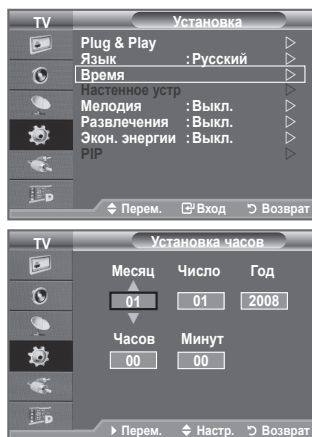 TV Установка
Plug & Play
Язык : Русский
Время
Настенное устр
Мелодия : Выкл.
Развлечения : Выкл.
Экон. энергии : Выкл.
PIP
Перем. Вход Возврат
TV Установка часов
Месяц Число Год
01 01 2008
Часов Минут
00 00
Перем. Настр. Возврат